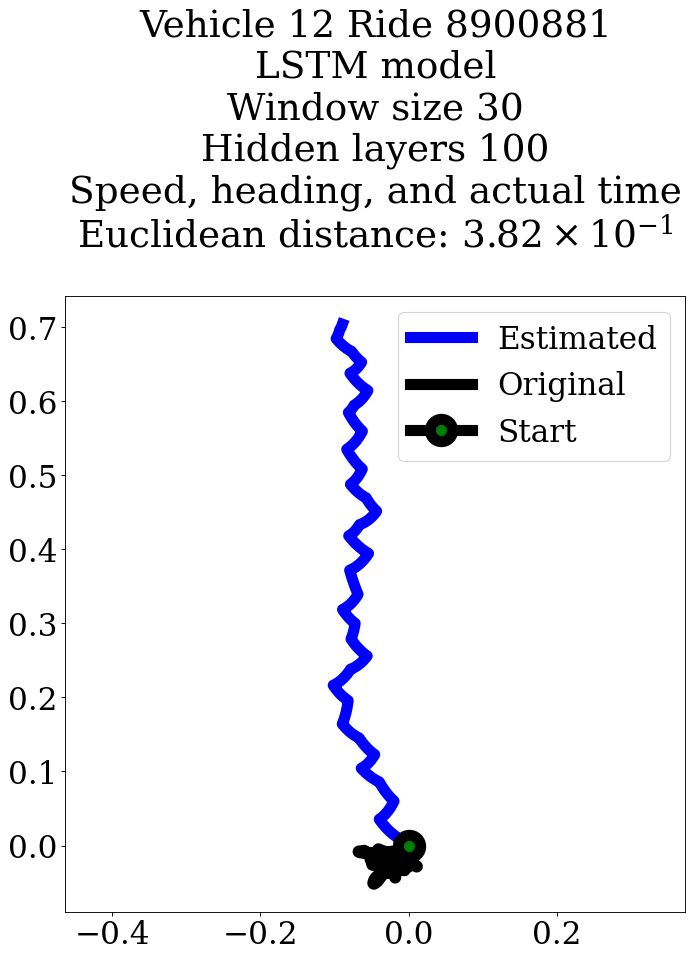 Vehicle 12 Ride 8900881
LSTM model
Window size 30
Hidden layers 100
Speed, heading, and actual time
Euclidean distance: 3.82 × 10⁻¹
Estimated
Original
Start
0.7
0.6
0.5
0.4
0.3
0.2
0.1
0.0
−0.4 −0.2 0.0 0.2